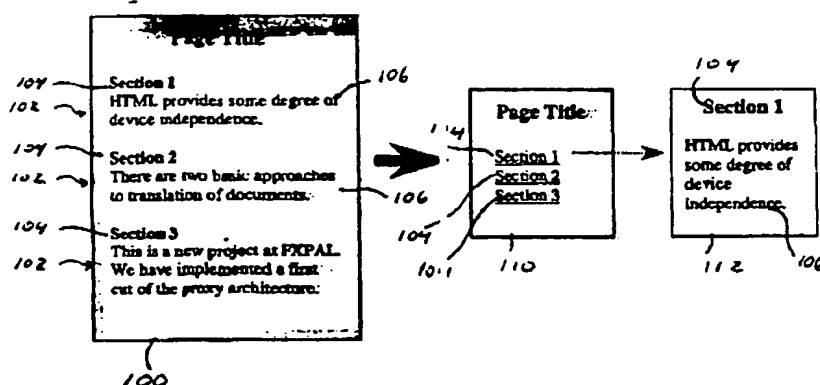 Page Title
104
Section 1
106
102
HTML provides some degree of
device independence.
104
Section 2
102
There are two basic approaches
to translation of documents.
106
104
Section 3
This is a new project at FXPAL.
102
We have implemented a first
cut of the proxy architecture.
100
Page Title
104
Section 1
Section 2
Section 3
104
104
110
104
Section 1
HTML provides
some degree of
device
independence.
112
106